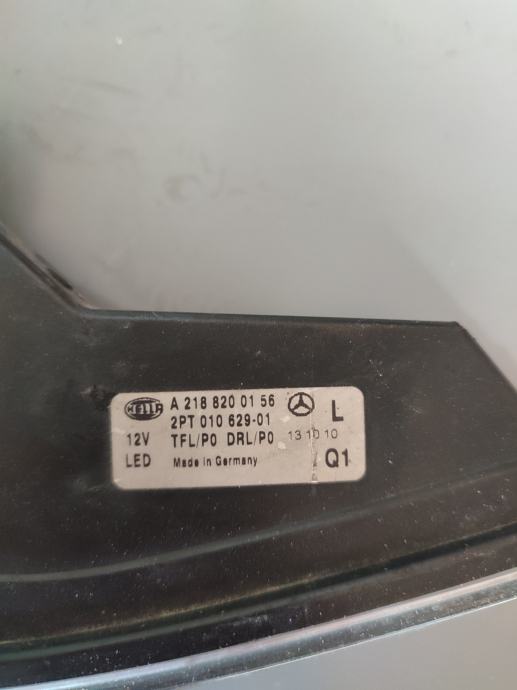 HELLA A 218 820 01 56 L
2PT 010 629-01
12V TFL/P0 DRL/P0 13 10 10
LED Made in Germany Q1